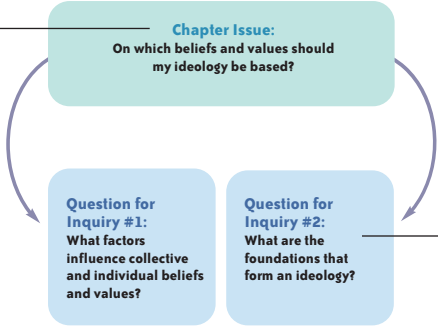 Chapter Issue:
On which beliefs and values should
my ideology be based?
Question for
Inquiry #1:
What factors
influence collective
and individual beliefs
and values?
Question for
Inquiry #2:
What are the
foundations that
form an ideology?